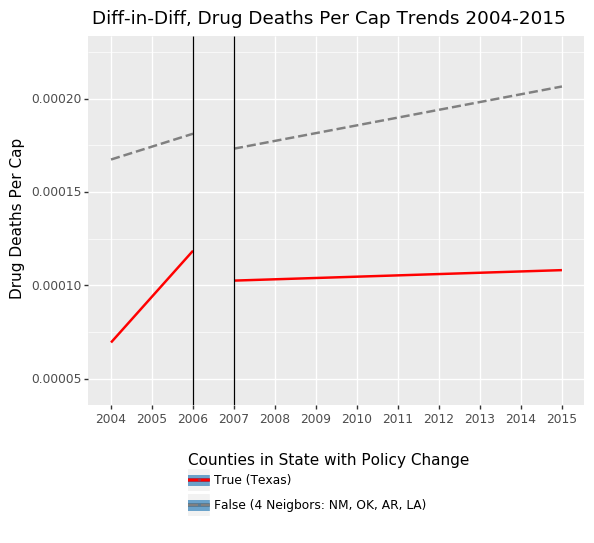 Diff-in-Diff, Drug Deaths Per Cap Trends 2004-2015
Drug Deaths Per Cap
0.00020
0.00015
0.00010
0.00005
2004 2005 2006 2007 2008 2009 2010 2011 2012 2013 2014 2015
Counties in State with Policy Change
True (Texas)
False (4 Neigbors: NM, OK, AR, LA)